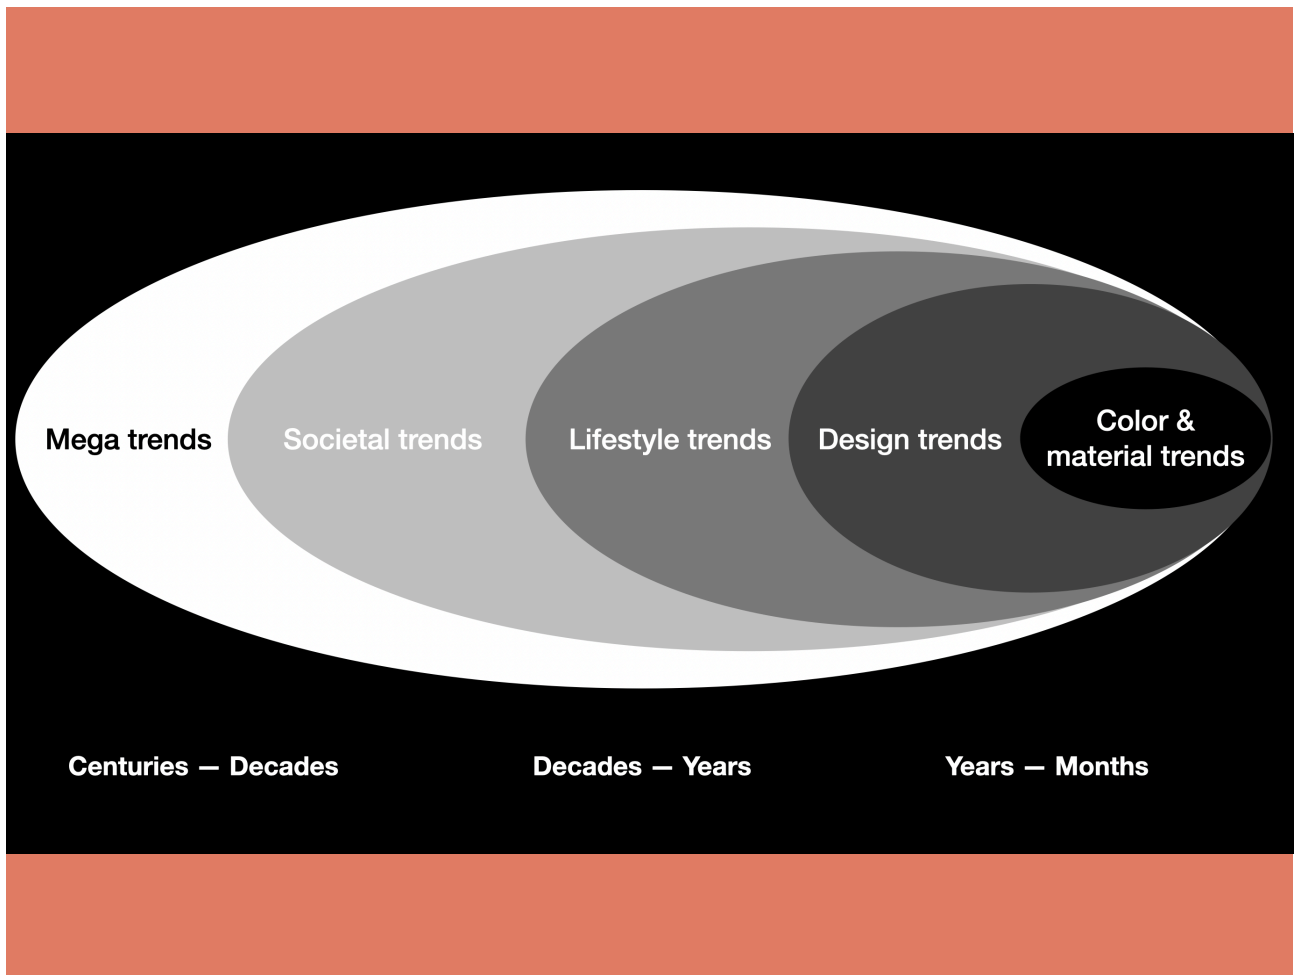 Mega trends
Societal trends
Lifestyle trends
Design trends
Color &
material trends
Centuries — Decades
Decades — Years
Years — Months